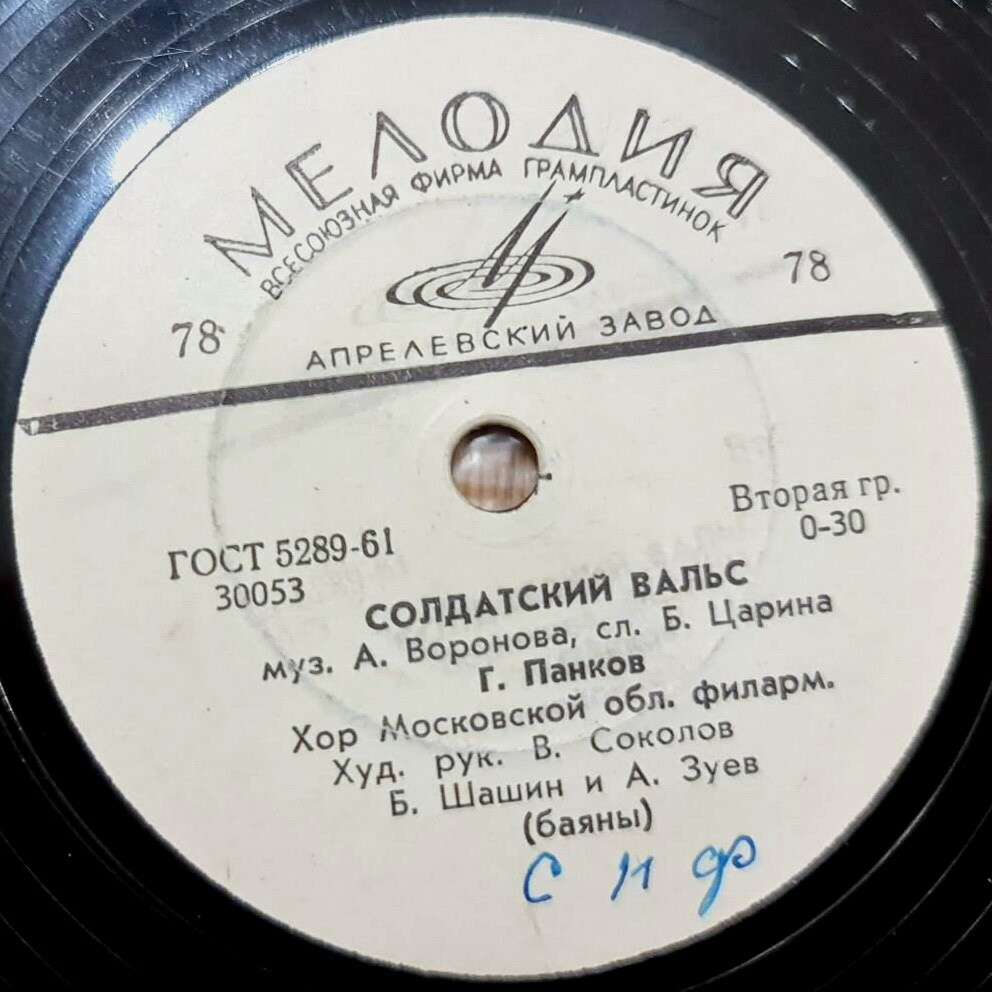 МЕЛОДИЯ
ВСЕСОЮЗНАЯ ФИРМА ГРАМПЛАСТИНОК
78 78
АПРЕЛЕВСКИЙ ЗАВОД
ГОСТ 5289-61 Вторая гр.
30053 0-30
СОЛДАТСКИЙ ВАЛЬС
муз. А. Воронова, сл. Б. Царина
Г. Панков
Хор Московской обл. филарм.
Худ. рук. В. Соколов
Б. Шашин и А. Зуев
(баяны)